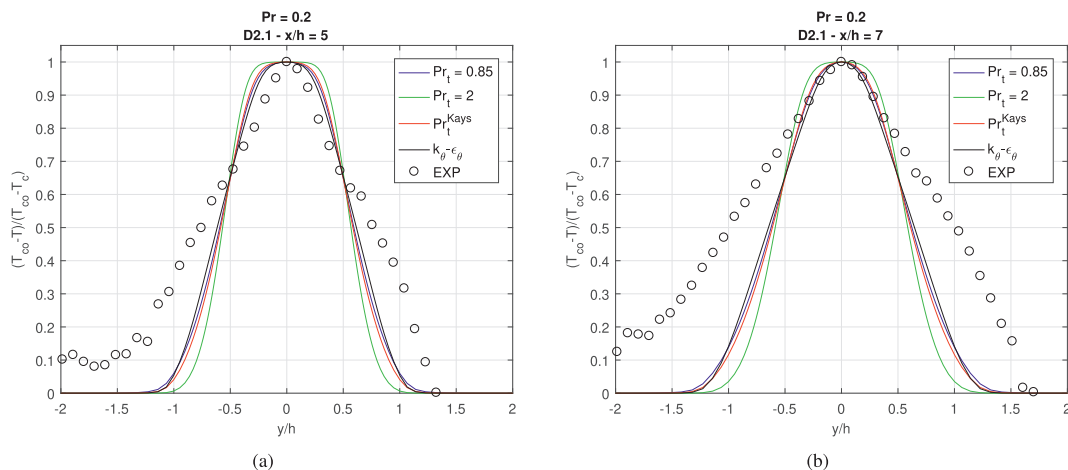 Pr = 0.2
D2.1 - x/h = 5
(T_co-T)/(T_co-T_c)
1
0.9
0.8
0.7
0.6
0.5
0.4
0.3
0.2
0.1
0
-2
-1.5
-1
-0.5
0
0.5
1
1.5
2
y/h
Pr_t = 0.85
Pr_t = 2
Pr_t^Kays
k_θ-ϵ_θ
EXP
(a)
Pr = 0.2
D2.1 - x/h = 7
(T_co-T)/(T_co-T_c)
1
0.9
0.8
0.7
0.6
0.5
0.4
0.3
0.2
0.1
0
-2
-1.5
-1
-0.5
0
0.5
1
1.5
2
y/h
Pr_t = 0.85
Pr_t = 2
Pr_t^Kays
k_θ-ϵ_θ
EXP
(b)